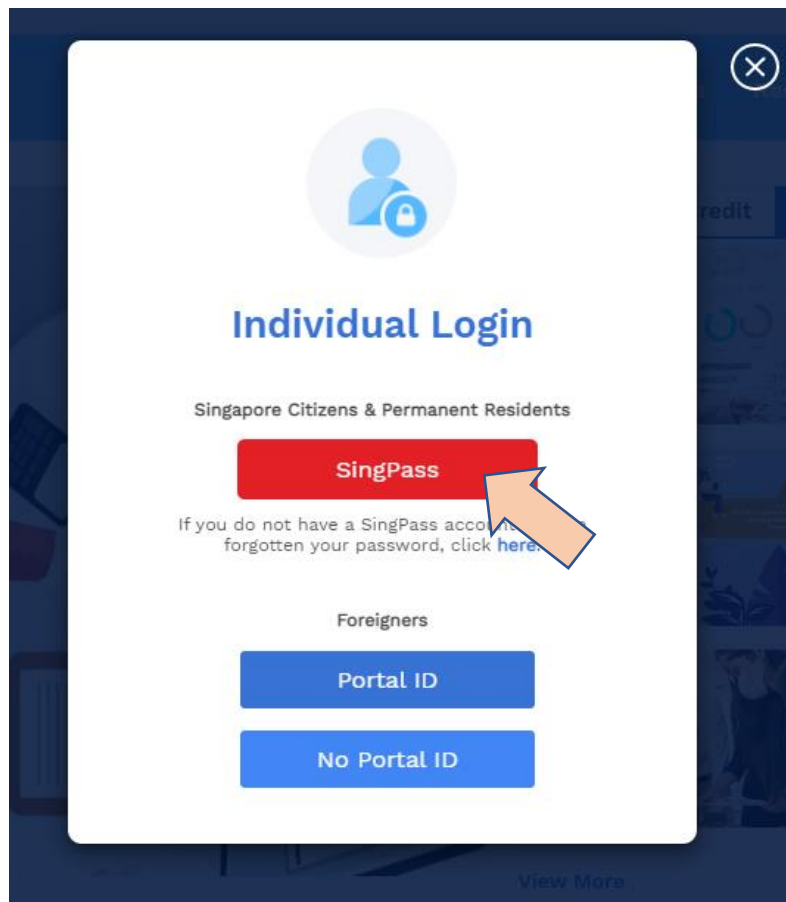 redit
Individual Login
Singapore Citizens & Permanent Residents
SingPass
If you do not have a SingPass account
forgotten your password, click here.
Foreigners
Portal ID
No Portal ID
View More